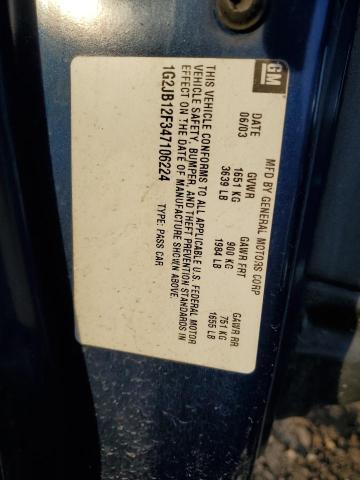 GM
MFD BY GENERAL MOTORS CORP
DATE GVWR GAWR FRT GAWR RR
06/03 1651 KG 900 KG 751 KG
3639 LB 1984 LB 1655 LB
THIS VEHICLE CONFORMS TO ALL APPLICABLE U.S. FEDERAL MOTOR
VEHICLE SAFETY, BUMPER, AND THEFT PREVENTION STANDARDS IN
EFFECT ON THE DATE OF MANUFACTURE SHOWN ABOVE.
1G2JB12F347106224 TYPE: PASS CAR